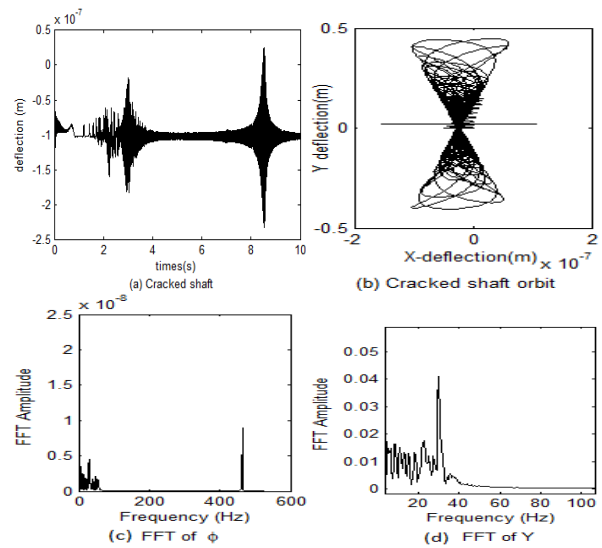 x 10⁻⁷
0.5
0
-0.5
-1
-1.5
-2
-2.5
0 2 4 6 8 10
deflection (m)
times(s)
(a) Cracked shaft
0.5
0
-0.5
-2 0 2
Y deflection(m)
X-deflection(m) x 10⁻⁷
(b) Cracked shaft orbit
x 10⁻⁸
2.5
2
1.5
1
0.5
0
0 200 400 600
FFT Amplitude
Frequency (Hz)
(c) FFT of ϕ
0.05
0.04
0.03
0.02
0.01
0
20 40 60 80 100
FFT Amplitude
Frequency (Hz)
(d) FFT of Y